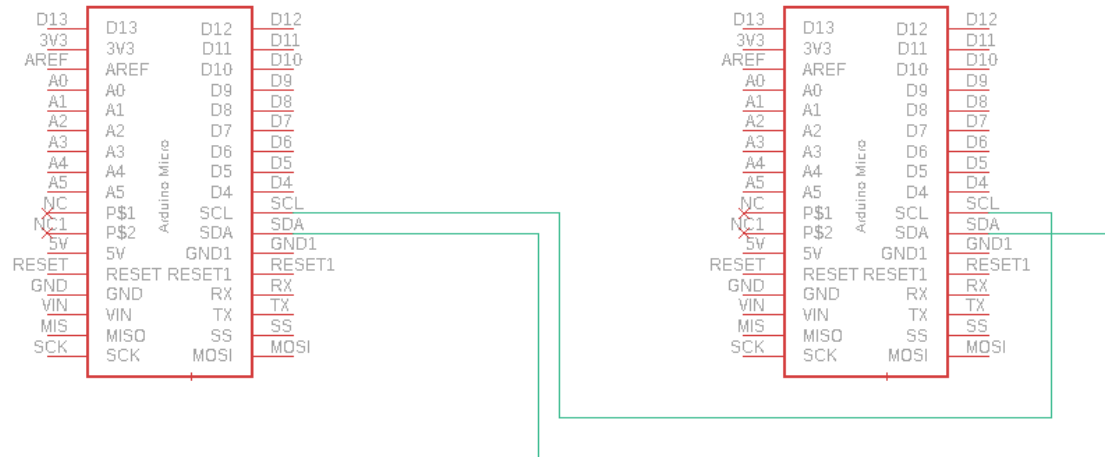 D13 D13 D12 D12
3V3 3V3 D11 D11
AREF AREF D10 D10
A0 A0 D9 D9
A1 A1 D8 D8
A2 A2 D7 D7
A3 A3 D6 D6
A4 A4 D5 D5
A5 A5 D4 D4
NC P$1 SCL SCL
NC1 P$2 SDA SDA
5V 5V GND1 GND1
RESET RESET RESET1 RESET1
GND GND RX RX
VIN VIN TX TX
MIS MISO SS SS
SCK SCK MOSI MOSI
Arduino Micro
D13 D13 D12 D12
3V3 3V3 D11 D11
AREF AREF D10 D10
A0 A0 D9 D9
A1 A1 D8 D8
A2 A2 D7 D7
A3 A3 D6 D6
A4 A4 D5 D5
A5 A5 D4 D4
NC P$1 SCL SCL
NC1 P$2 SDA SDA
5V 5V GND1 GND1
RESET RESET RESET1 RESET1
GND GND RX RX
VIN VIN TX TX
MIS MISO SS SS
SCK SCK MOSI MOSI
Arduino Micro